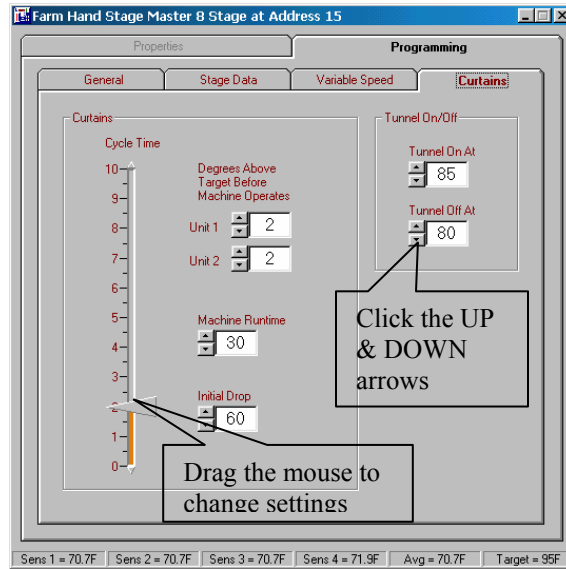 Farm Hand Stage Master 8 Stage at Address 15
Properties
Programming
General
Stage Data
Variable Speed
Curtains
Curtains
Cycle Time
10
9
8
7
6
5
4
3
2
1
0
Degrees Above
Target Before
Machine Operates
Unit 1
2
Unit 2
2
Machine Runtime
30
Initial Drop
60
Tunnel On/Off
Tunnel On At
85
Tunnel Off At
80
Click the UP
& DOWN
arrows
Drag the mouse to
change settings
Sens 1 = 70.7F
Sens 2 = 70.7F
Sens 3 = 70.7F
Sens 4 = 71.9F
Avg = 70.7F
Target = 95F